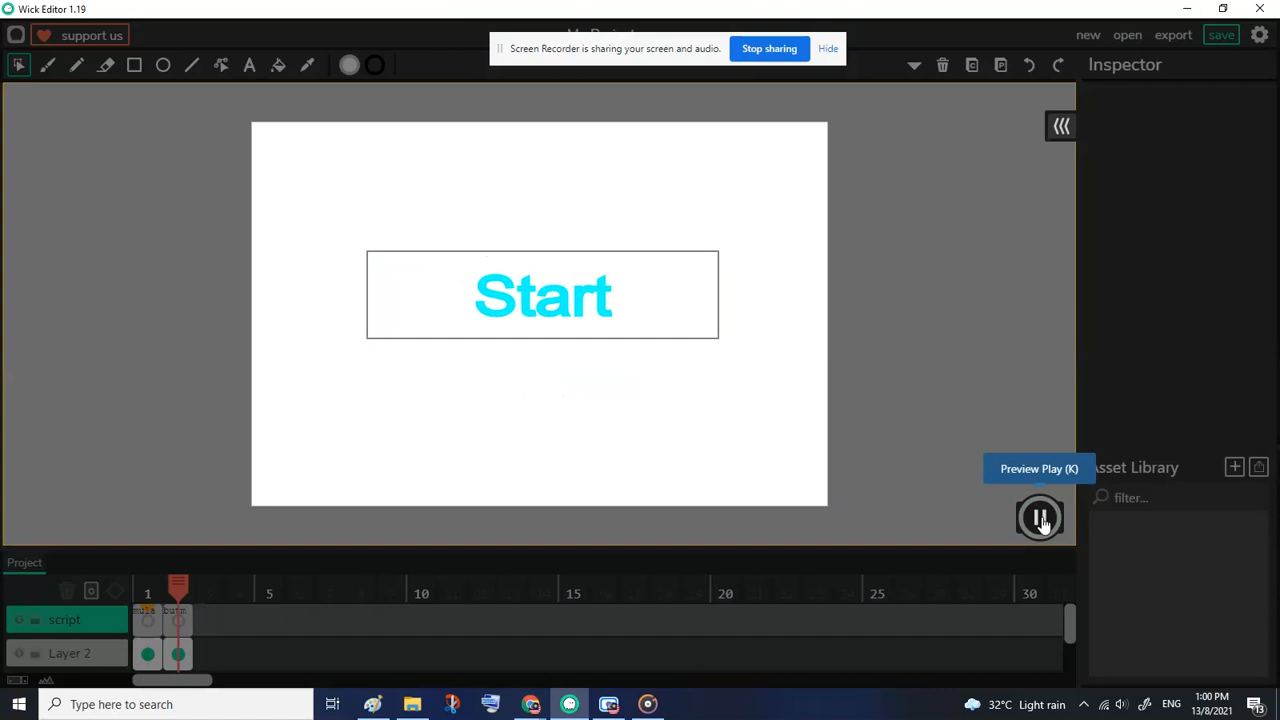 Wick Editor 1.19
support us
new open export save
Screen Recorder is sharing your screen and audio. Stop sharing Hide
A
Inspector
Start
Preview Play (K)
Asset Library
filter...
Project
1 5 10 15 20 25 30
script
Layer 2
Type here to search
32°C Light rain
ENG
1:00 PM
13/8/2021
13